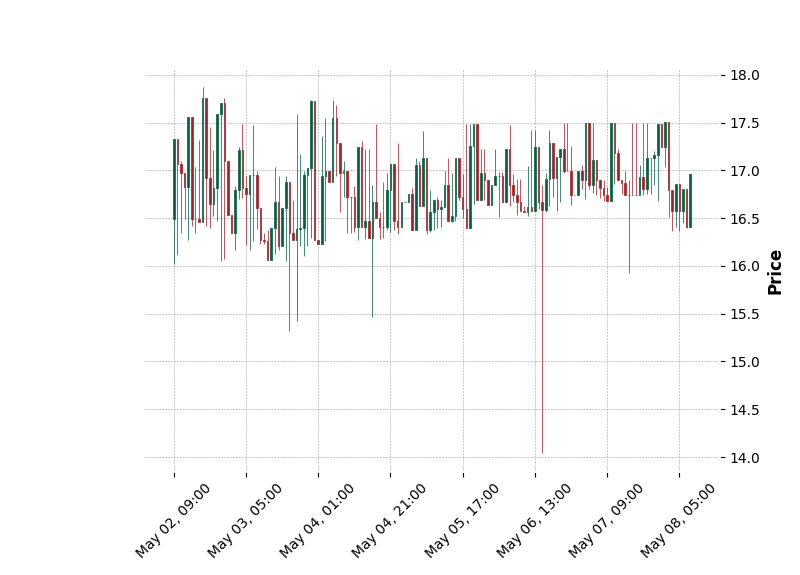 18.0
17.5
17.0
16.5
16.0
15.5
15.0
14.5
14.0
Price
May 02, 09:00
May 03, 05:00
May 04, 01:00
May 04, 21:00
May 05, 17:00
May 06, 13:00
May 07, 09:00
May 08, 05:00